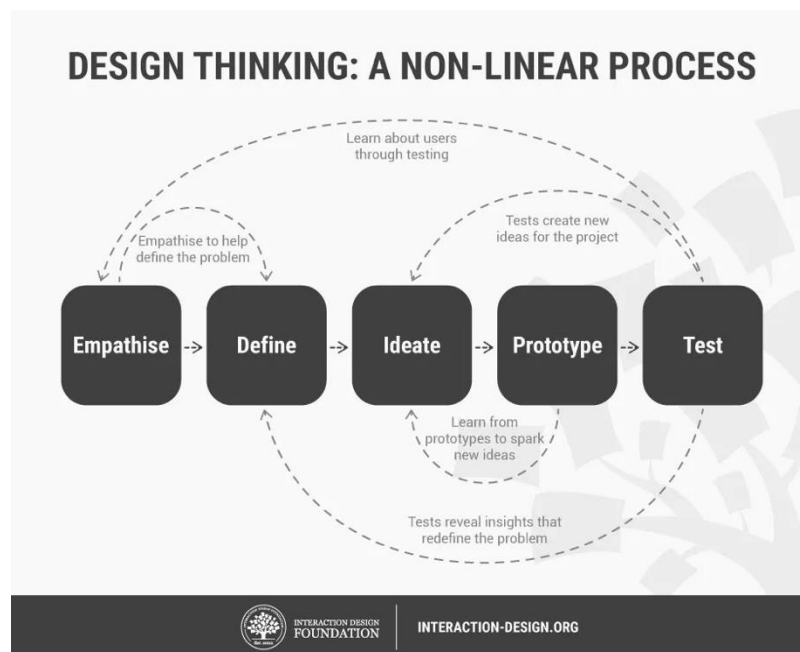 DESIGN THINKING: A NON-LINEAR PROCESS
Learn about users
through testing
Empathise to help
define the problem
Tests create new
ideas for the project
Empathise
Define
Ideate
Prototype
Test
Learn from
prototypes to spark
new ideas
Tests reveal insights that
redefine the problem
INTERACTION DESIGN
FOUNDATION
INTERACTION-DESIGN.ORG